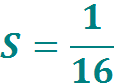 S = 1/16